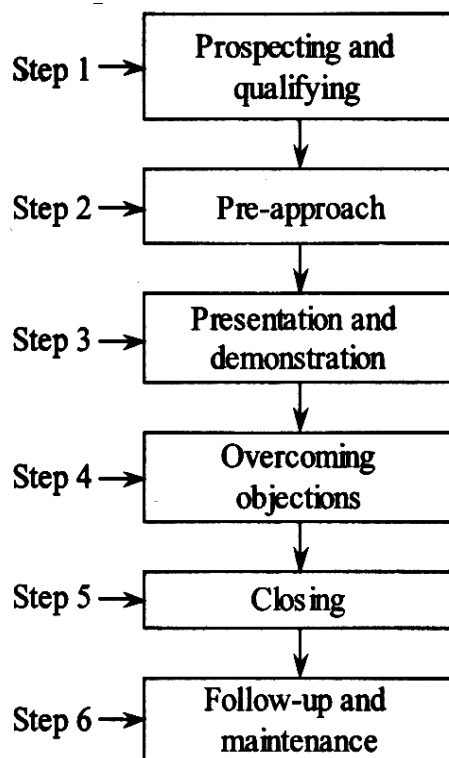 Step 1
Prospecting and
qualifying
Step 2
Pre-approach
Step 3
Presentation and
demonstration
Step 4
Overcoming
objections
Step 5
Closing
Step 6
Follow-up and
maintenance